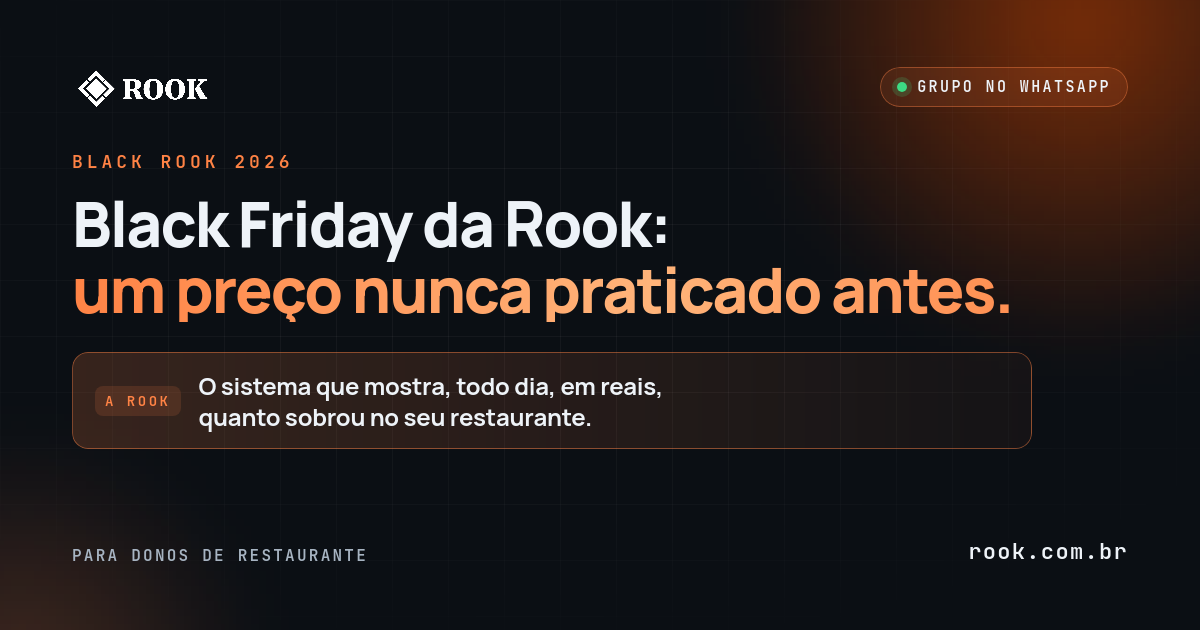 ROOK
GRUPO NO WHATSAPP
BLACK ROOK 2026
Black Friday da Rook:
um preço nunca praticado antes.
A ROOK
O sistema que mostra, todo dia, em reais,
quanto sobrou no seu restaurante.
PARA DONOS DE RESTAURANTE
rook.com.br